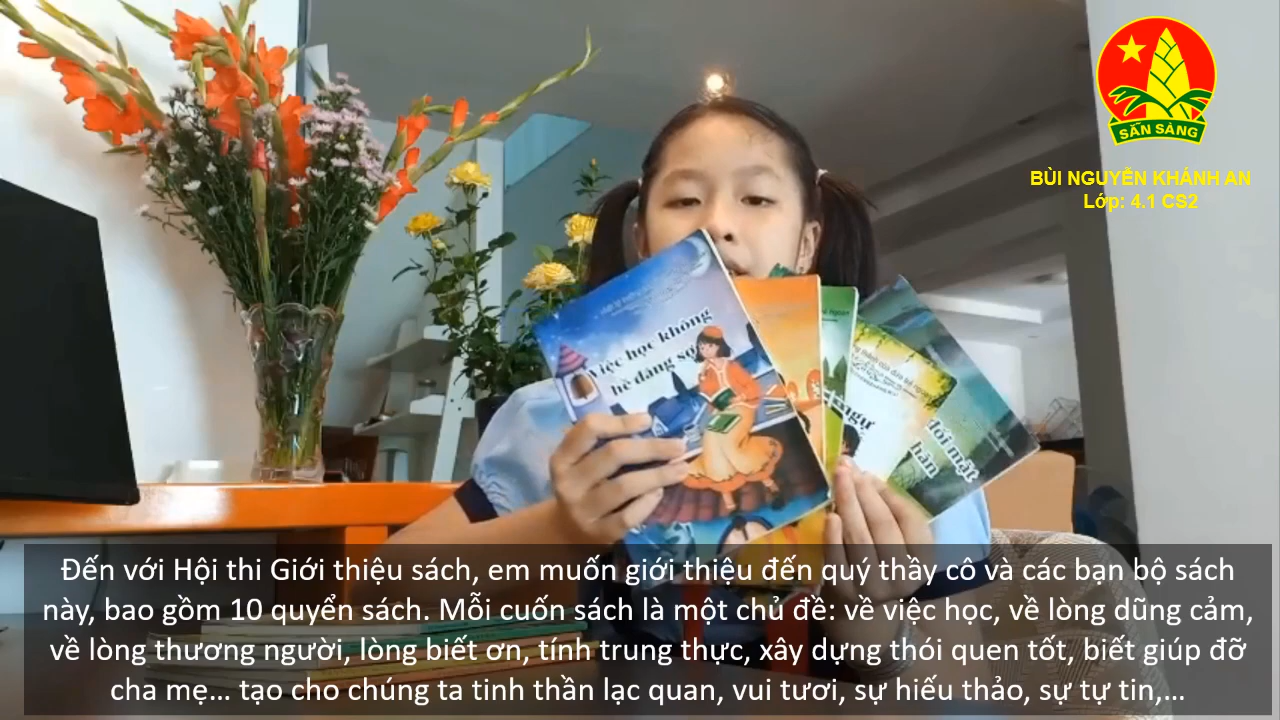 SẴN SÀNG
BÙI NGUYỄN KHÁNH AN
Lớp: 4.1 CS2
Việc học không
hề đáng sợ
ngự
đối mặt
hàn
Đến với Hội thi Giới thiệu sách, em muốn giới thiệu đến quý thầy cô và các bạn bộ sách
này, bao gồm 10 quyển sách. Mỗi cuốn sách là một chủ đề: về việc học, về lòng dũng cảm,
về lòng thương người, lòng biết ơn, tính trung thực, xây dựng thói quen tốt, biết giúp đỡ
cha mẹ... tạo cho chúng ta tinh thần lạc quan, vui tươi, sự hiếu thảo, sự tự tin,...